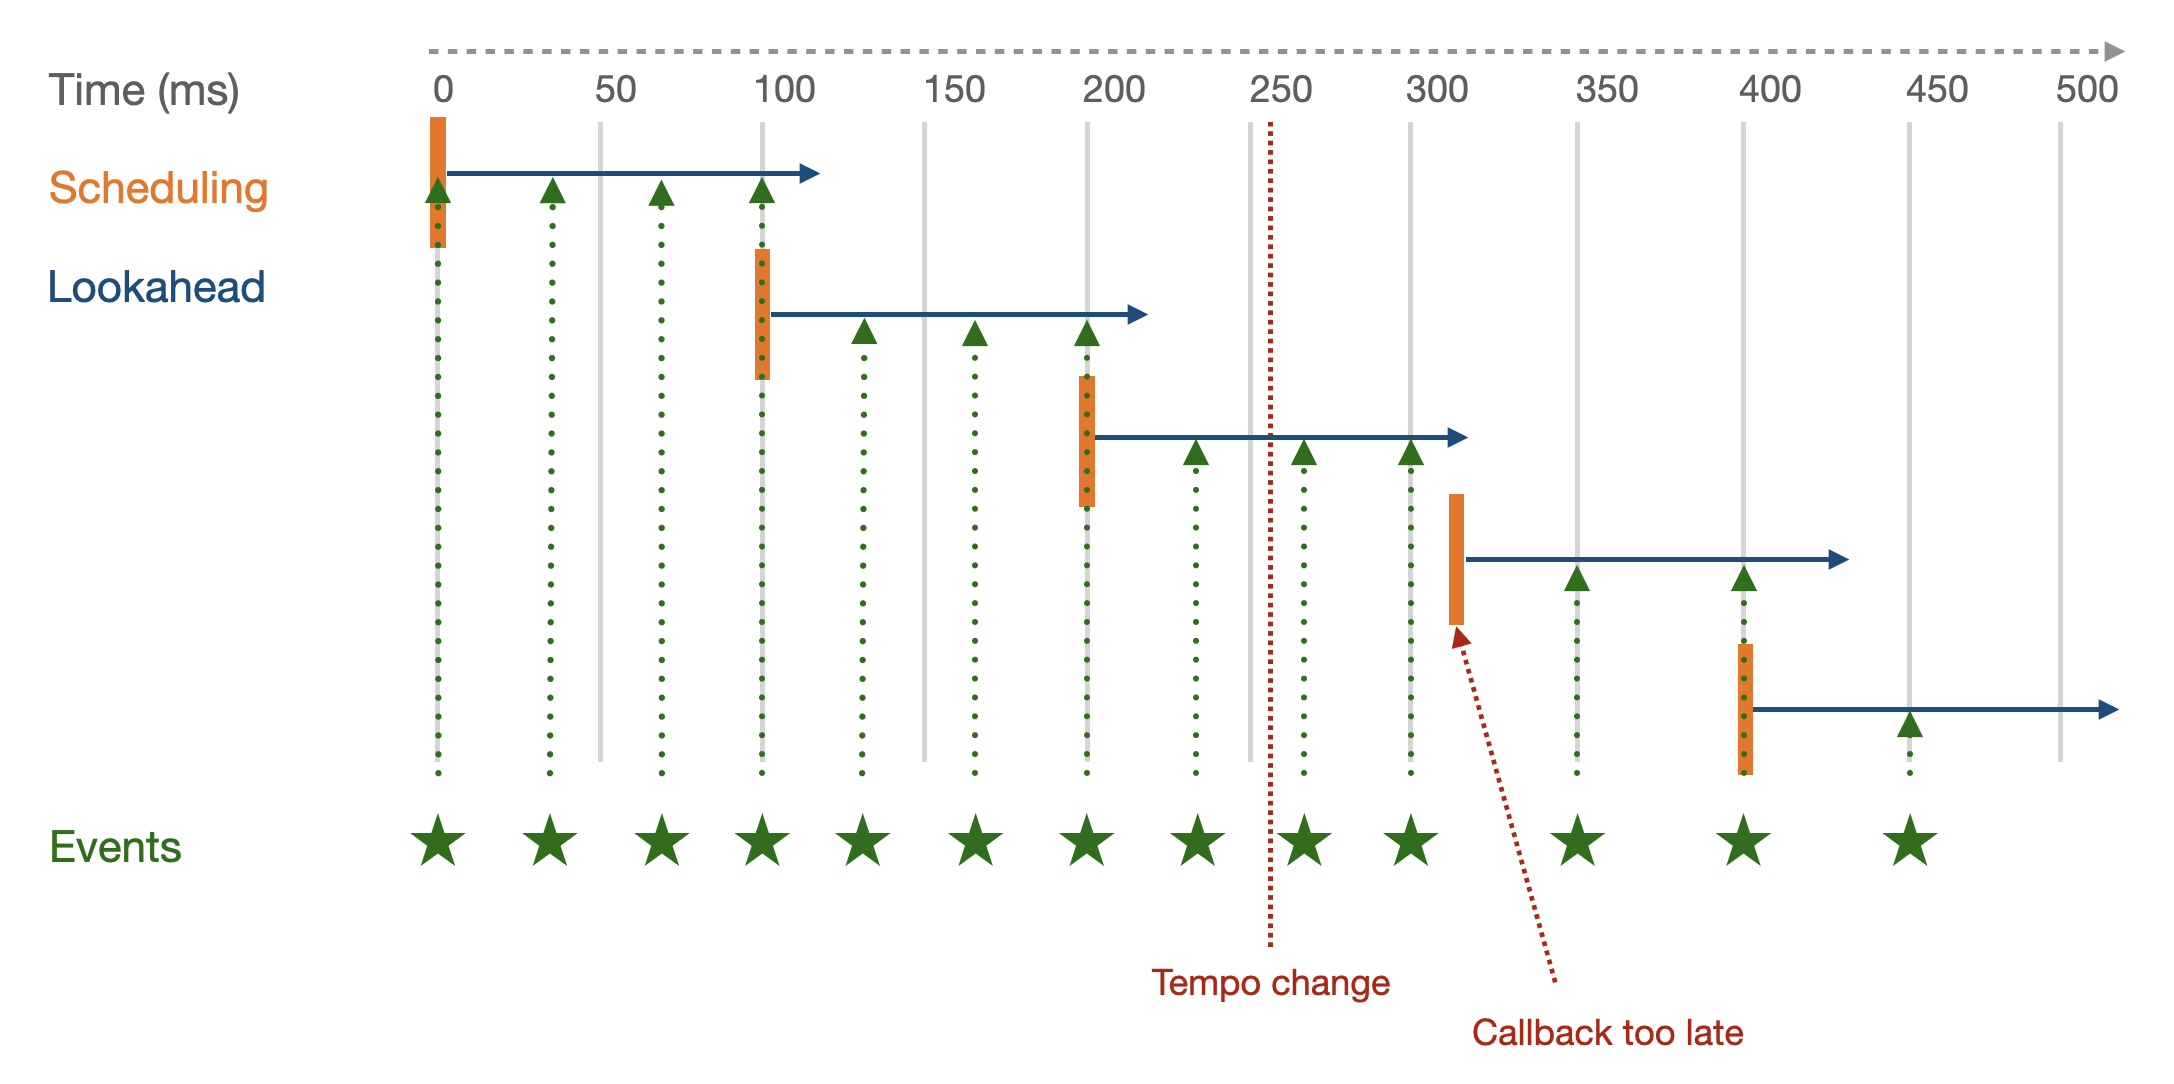 Time (ms) 0 50 100 150 200 250 300 350 400 450 500
Scheduling
Lookahead
Events
Tempo change
Callback too late